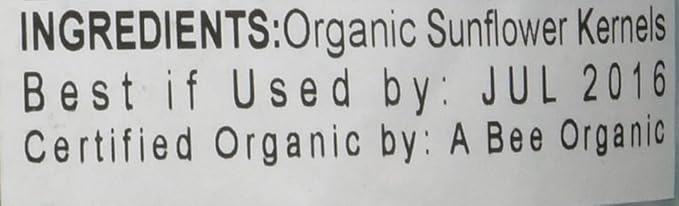 INGREDIENTS:Organic Sunflower Kernels
Best if Used by: JUL 2016
Certified Organic by: A Bee Organic